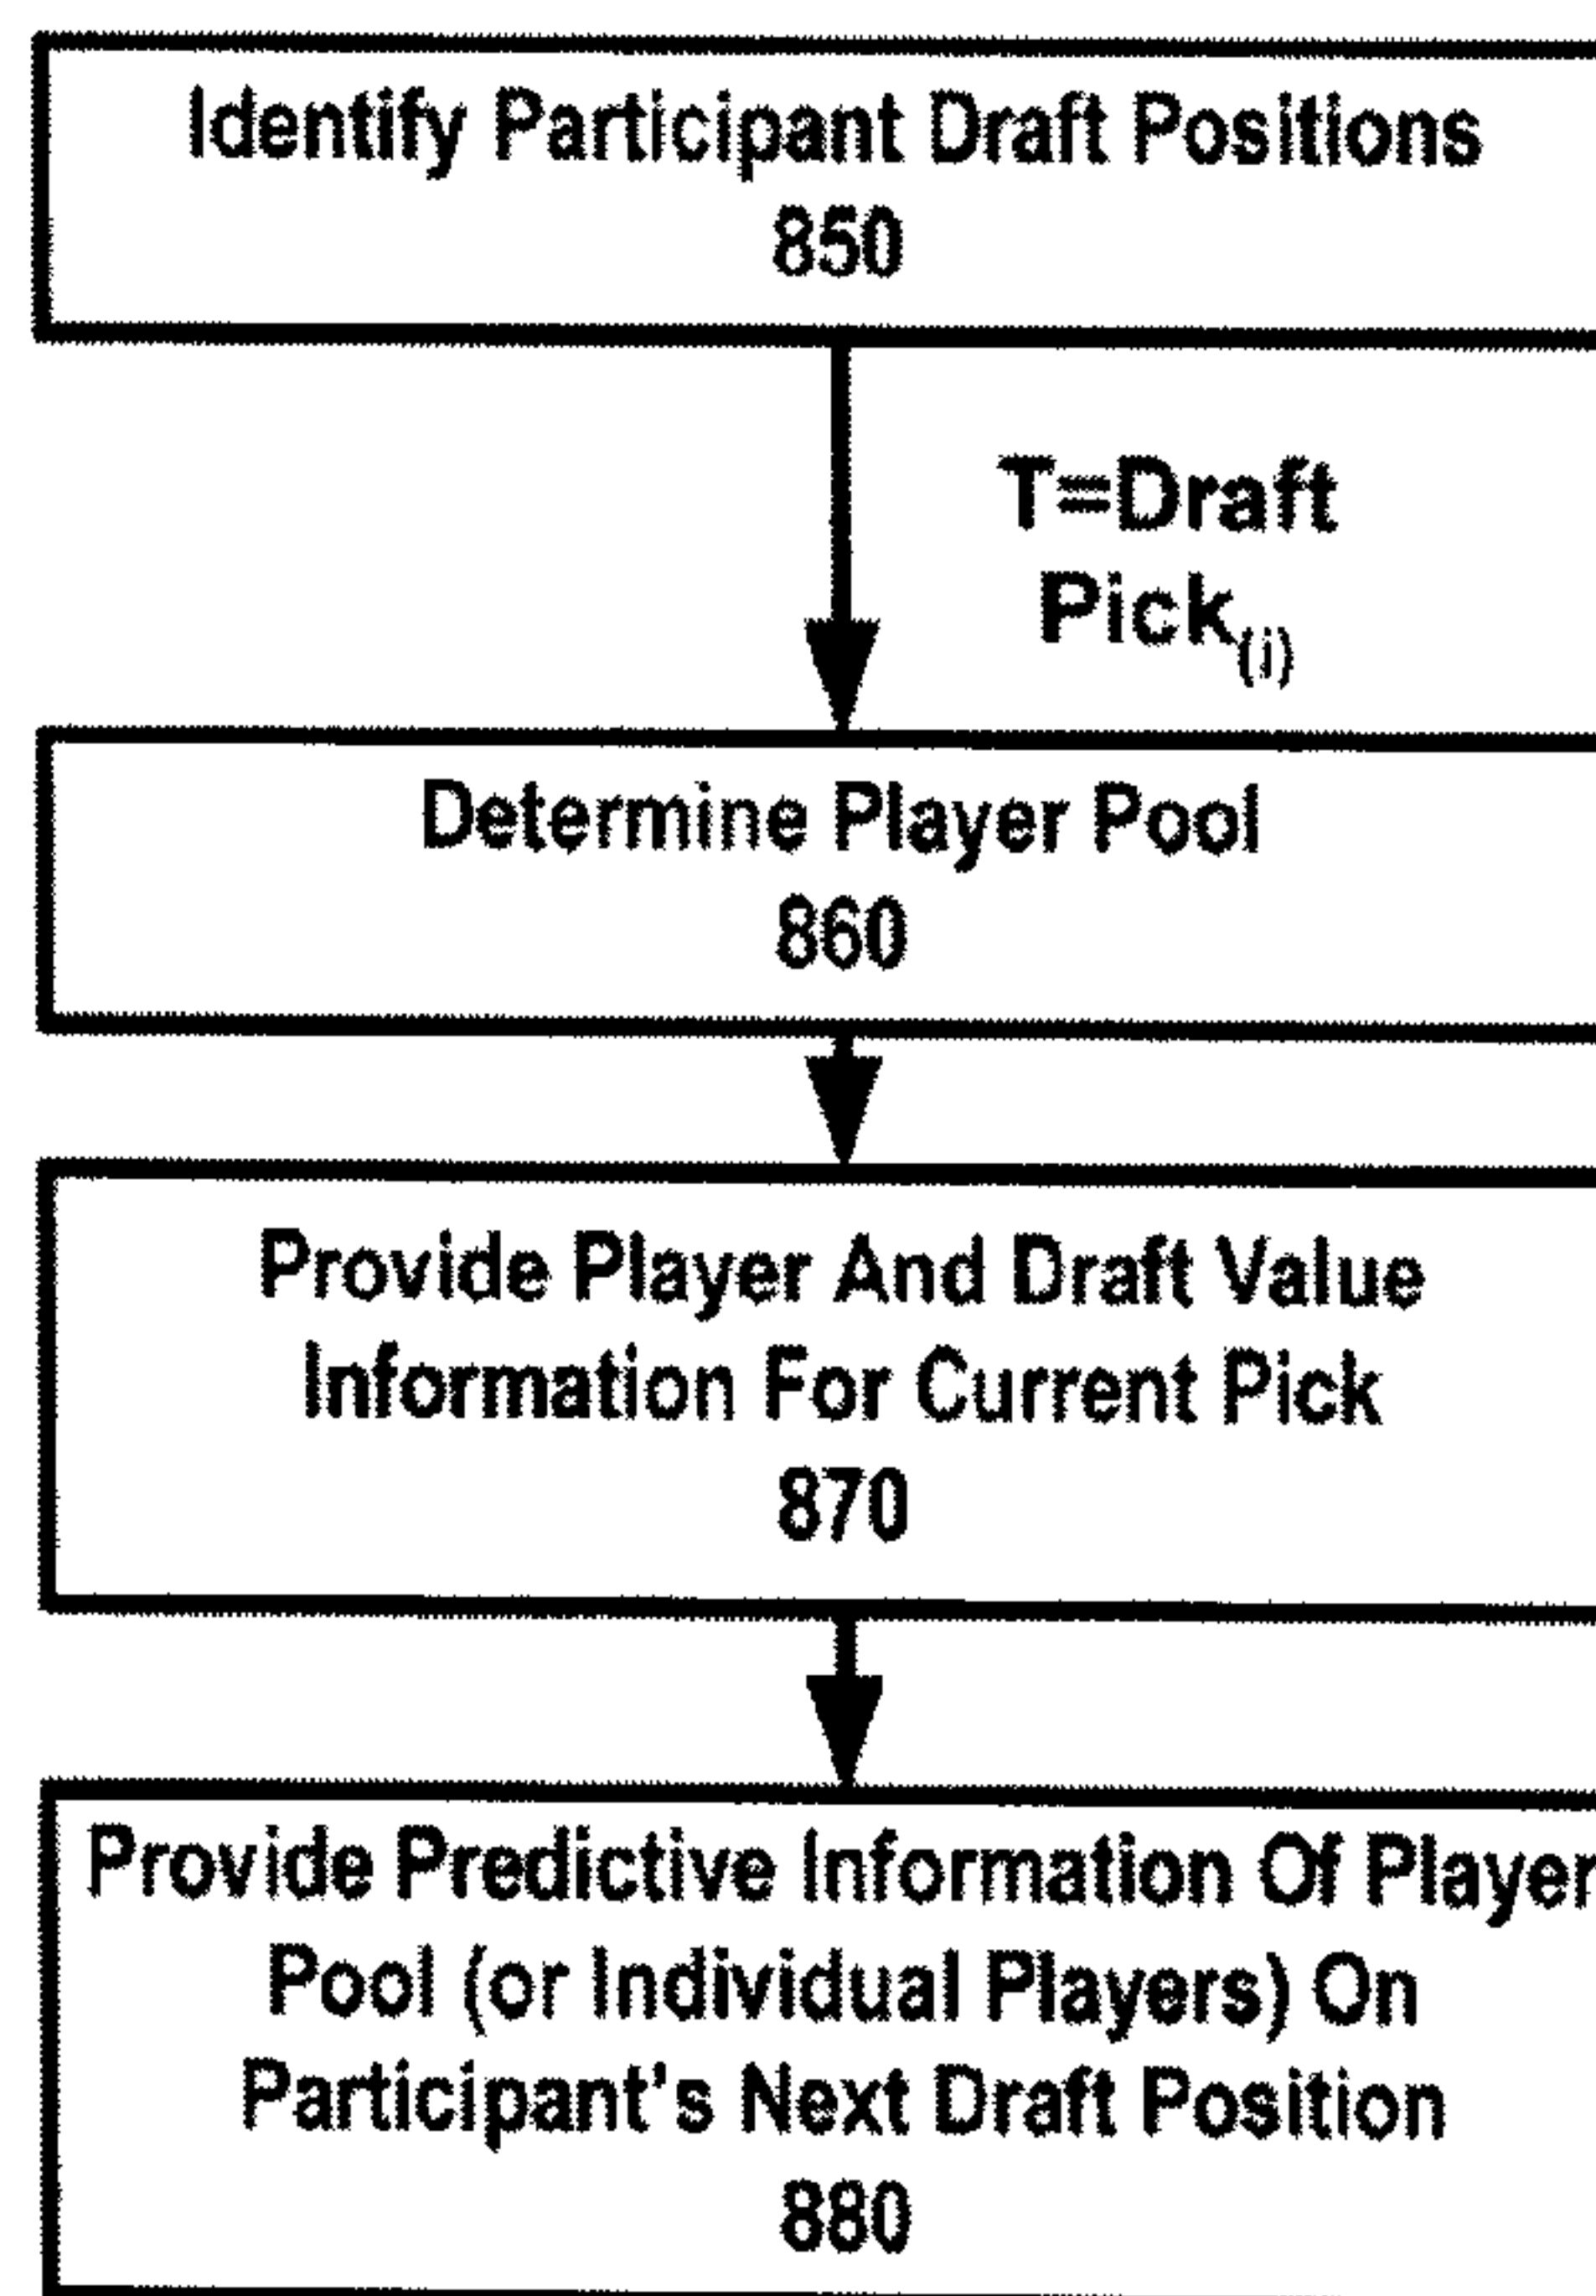 Identify Participant Draft Positions
850
T=Draft
Pick(i)
Determine Player Pool
860
Provide Player And Draft Value
Information For Current Pick
870
Provide Predictive Information Of Player
Pool (or Individual Players) On
Participant's Next Draft Position
880